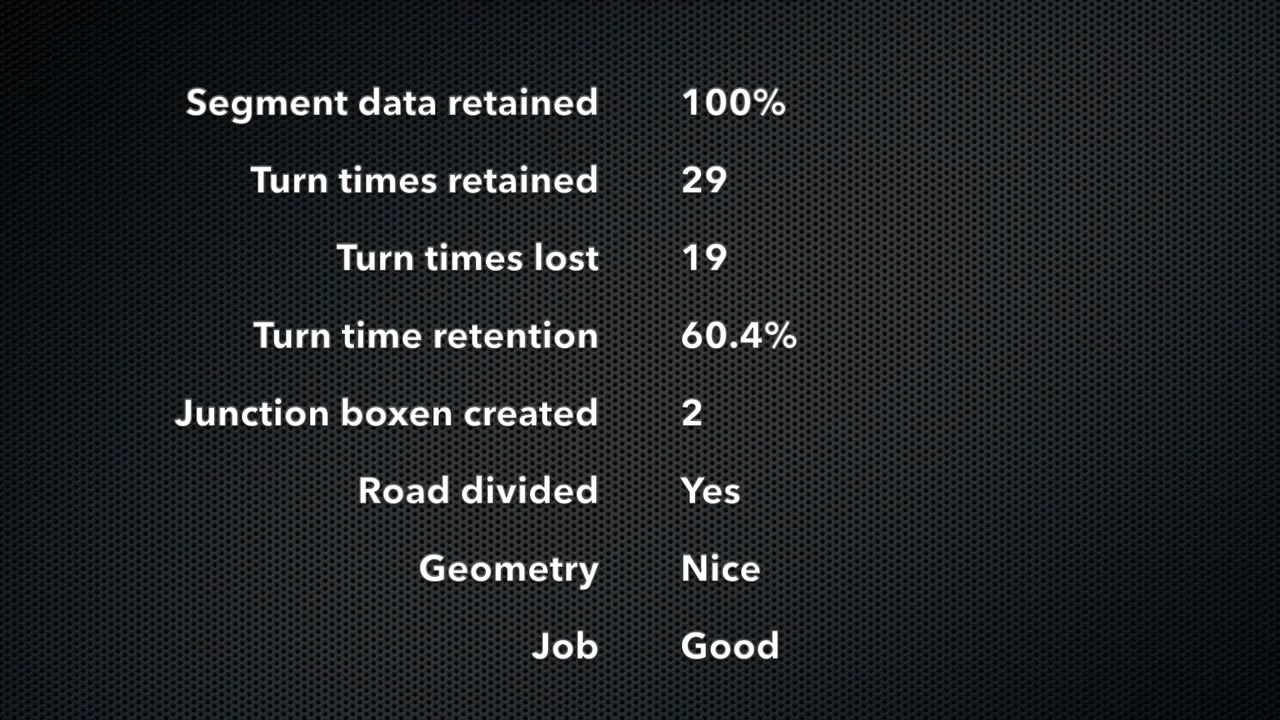 Segment data retained 100%
Turn times retained 29
Turn times lost 19
Turn time retention 60.4%
Junction boxen created 2
Road divided Yes
Geometry Nice
Job Good